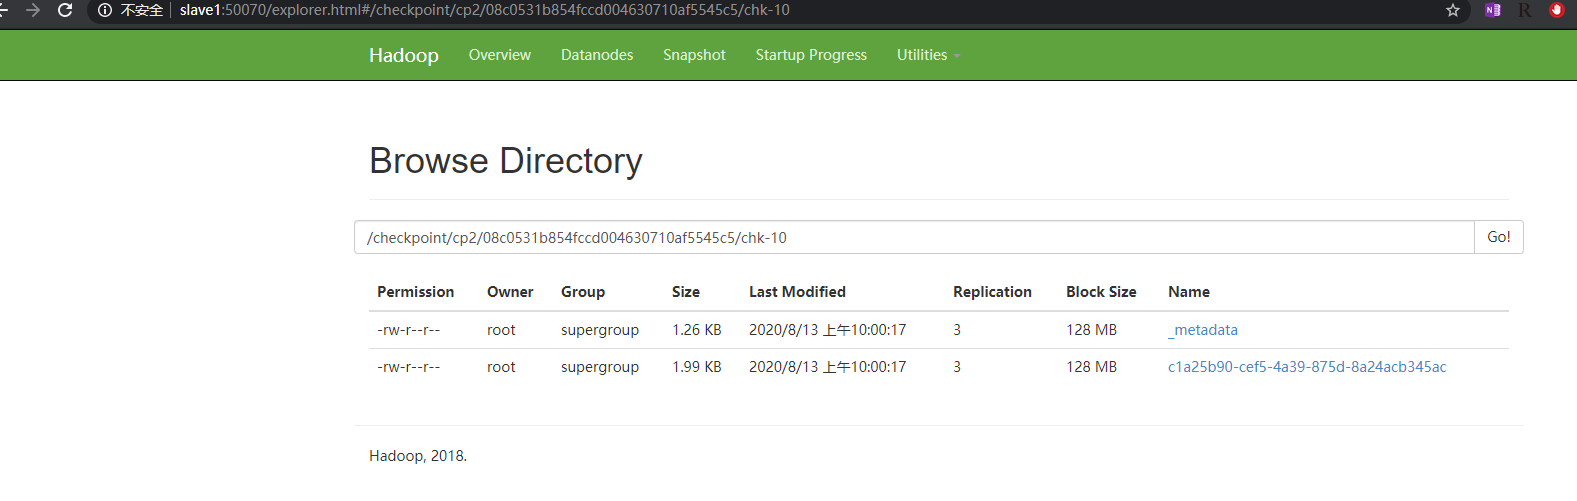 不安全 slave1:50070/explorer.html#/checkpoint/cp2/08c0531b854fccd004630710af5545c5/chk-10
Hadoop Overview Datanodes Snapshot Startup Progress Utilities
Browse Directory
/checkpoint/cp2/08c0531b854fccd004630710af5545c5/chk-10 Go!
Permission Owner Group Size Last Modified Replication Block Size Name
-rw-r--r-- root supergroup 1.26 KB 2020/8/13 上午10:00:17 3 128 MB _metadata
-rw-r--r-- root supergroup 1.99 KB 2020/8/13 上午10:00:17 3 128 MB c1a25b90-cef5-4a39-875d-8a24acb345ac
Hadoop, 2018.